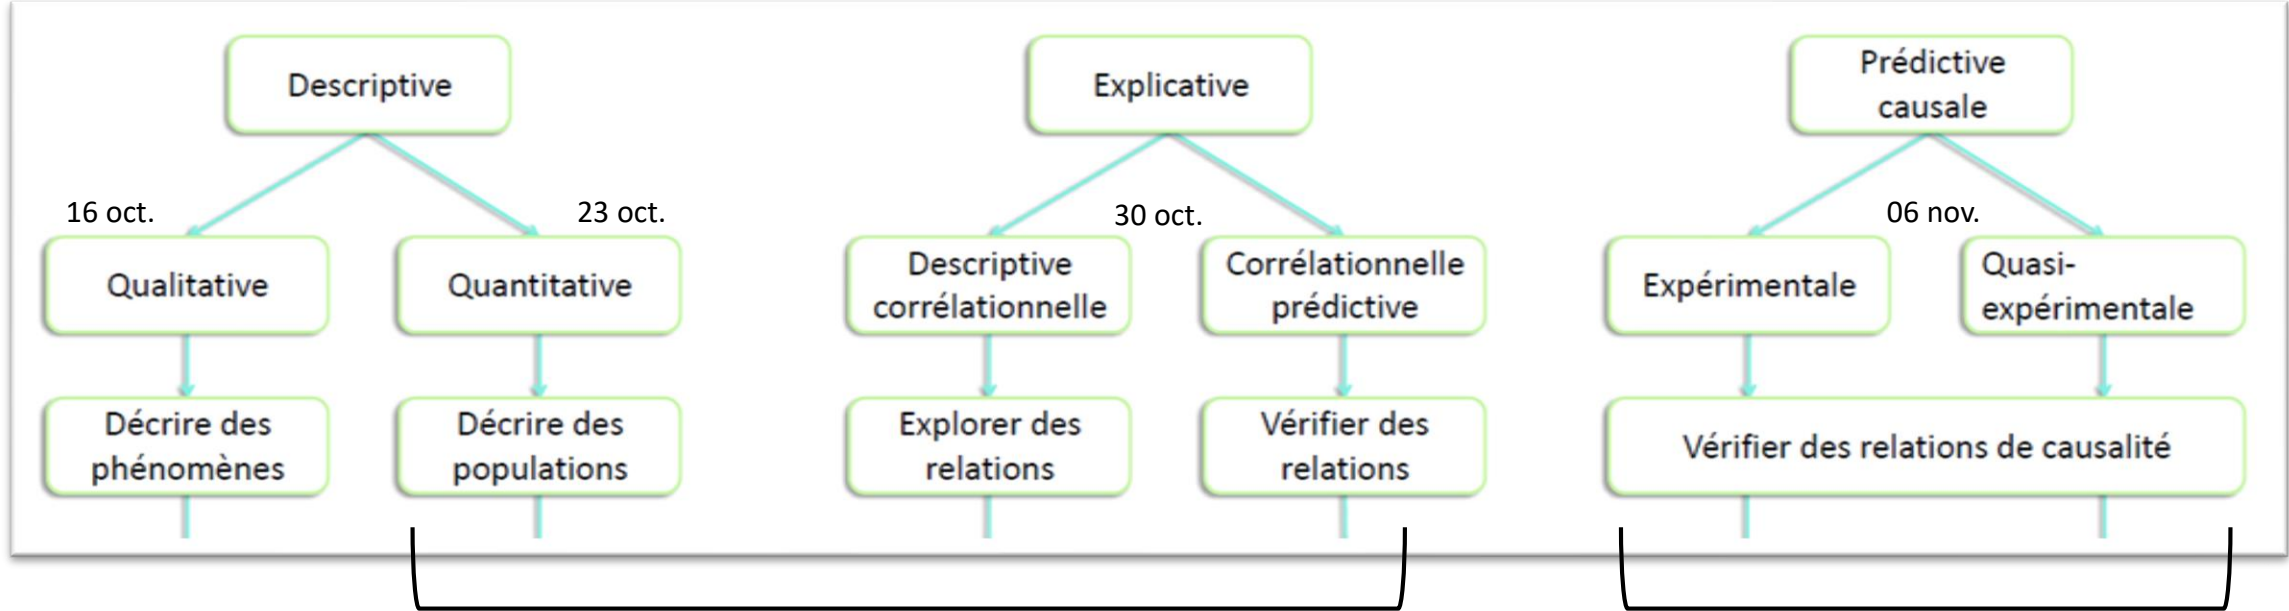 Descriptive
Explicative
Prédictive
causale
16 oct.
23 oct.
30 oct.
06 nov.
Qualitative
Quantitative
Descriptive
corrélationnelle
Corrélationnelle
prédictive
Expérimentale
Quasi-
expérimentale
Décrire des
phénomènes
Décrire des
populations
Explorer des
relations
Vérifier des
relations
Vérifier des relations de causalité